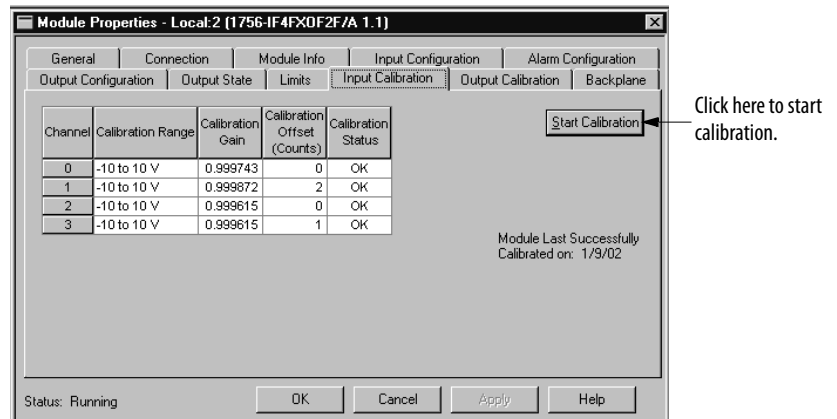 Module Properties - Local:2 (1756-IF4FXOF2F/A 1.1)
General Connection Module Info Input Configuration Alarm Configuration
Output Configuration Output State Limits Input Calibration Output Calibration Backplane
Channel Calibration Range Calibration Gain Calibration Offset (Counts) Calibration Status
0 -10 to 10 V 0.999743 0 OK
1 -10 to 10 V 0.999872 2 OK
2 -10 to 10 V 0.999615 0 OK
3 -10 to 10 V 0.999615 1 OK
Start Calibration
Click here to start
calibration.
Module Last Successfully
Calibrated on: 1/9/02
Status: Running
OK Cancel Apply Help